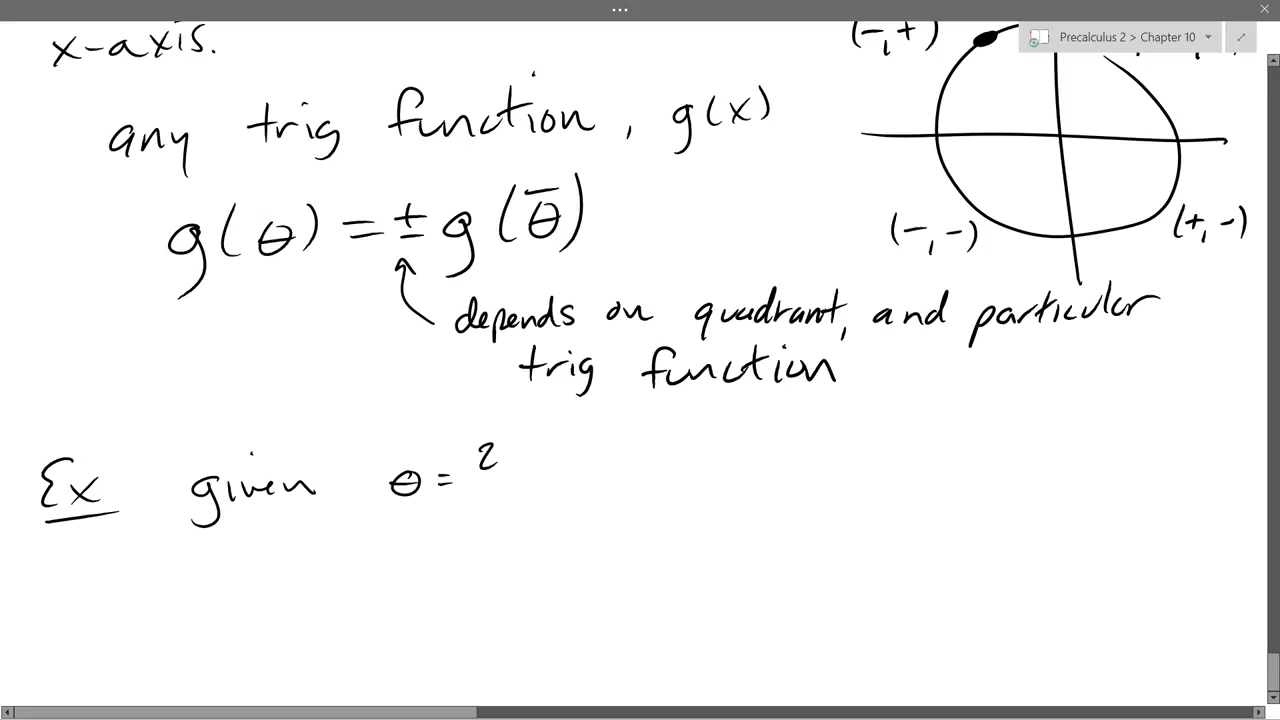 x-axis.
(-,+)
Precalculus 2 > Chapter 10
any trig function, g(x)
g(θ) = ± g(θ̄)
(-,-)
(+,-)
depends on quadrant, and particular
trig function
Ex given θ = 2